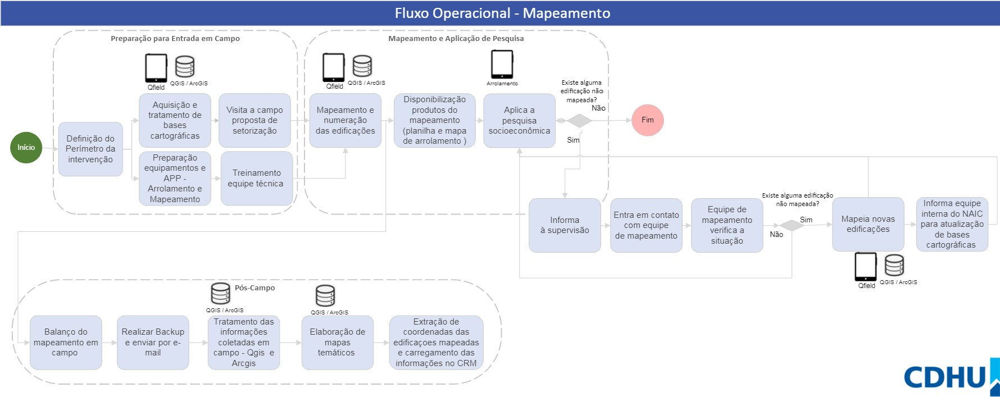 Fluxo Operacional - Mapeamento
Preparação para Entrada em Campo
Qfield
QGIS / ArcGIS
Início
Definição do
Perímetro da
intervenção
Aquisição e
tratamento de
bases
cartográficas
Visita a campo
proposta de
setorização
Preparação
equipamentos e
APP -
Arrolamento e
Mapeamento
Treinamento
equipe técnica
Mapeamento e Aplicação de Pesquisa
Qfield
QGIS / ArcGIS
Arrolamento
Mapeamento e
numeração
das edificações
Disponibilização
produtos do
mapeamento
(planilha e mapa
de arrolamento )
Aplica a
pesquisa
socioeconômica
Existe alguma
edificação não
mapeada?
Não
Sim
Fim
Informa
à supervisão
Entra em contato
com equipe
de mapeamento
Equipe de
mapeamento
verifica a
situação
Existe alguma edificação
não mapeada?
Sim
Não
Mapeia novas
edificações
Qfield
QGIS / ArcGIS
Informa equipe
interna do NAIC
para atualização
de bases
cartográficas
Pós-Campo
QGIS / ArcGIS
QGIS / ArcGIS
Balanço do
mapeamento em
campo
Realizar Backup
e enviar por e-
mail
Tratamento das
informações
coletadas em
campo - Qgis e
Arcgis
Elaboração de
mapas
temáticos
Extração de
coordenadas das
edificaçoes mapeadas
e carregamento das
informações no CRM
CDHU